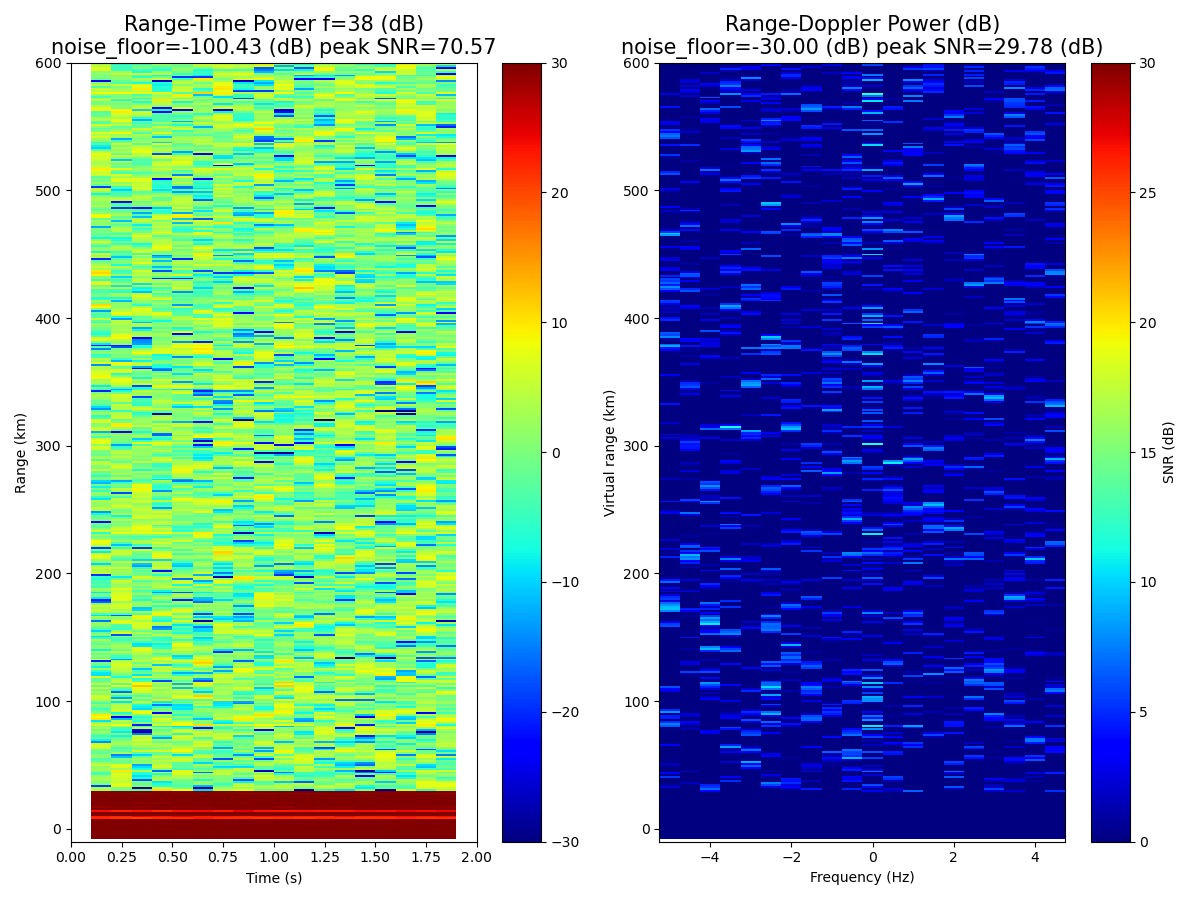 Range-Time Power f=38 (dB)
noise_floor=-100.43 (dB) peak SNR=70.57
600
500
400
300
200
100
0
Range (km)
0.00 0.25 0.50 0.75 1.00 1.25 1.50 1.75 2.00
Time (s)
30
20
10
0
−10
−20
−30
Range-Doppler Power (dB)
noise_floor=-30.00 (dB) peak SNR=29.78 (dB)
600
500
400
300
200
100
0
Virtual range (km)
−4 −2 0 2 4
Frequency (Hz)
30
25
20
15
10
5
0
SNR (dB)